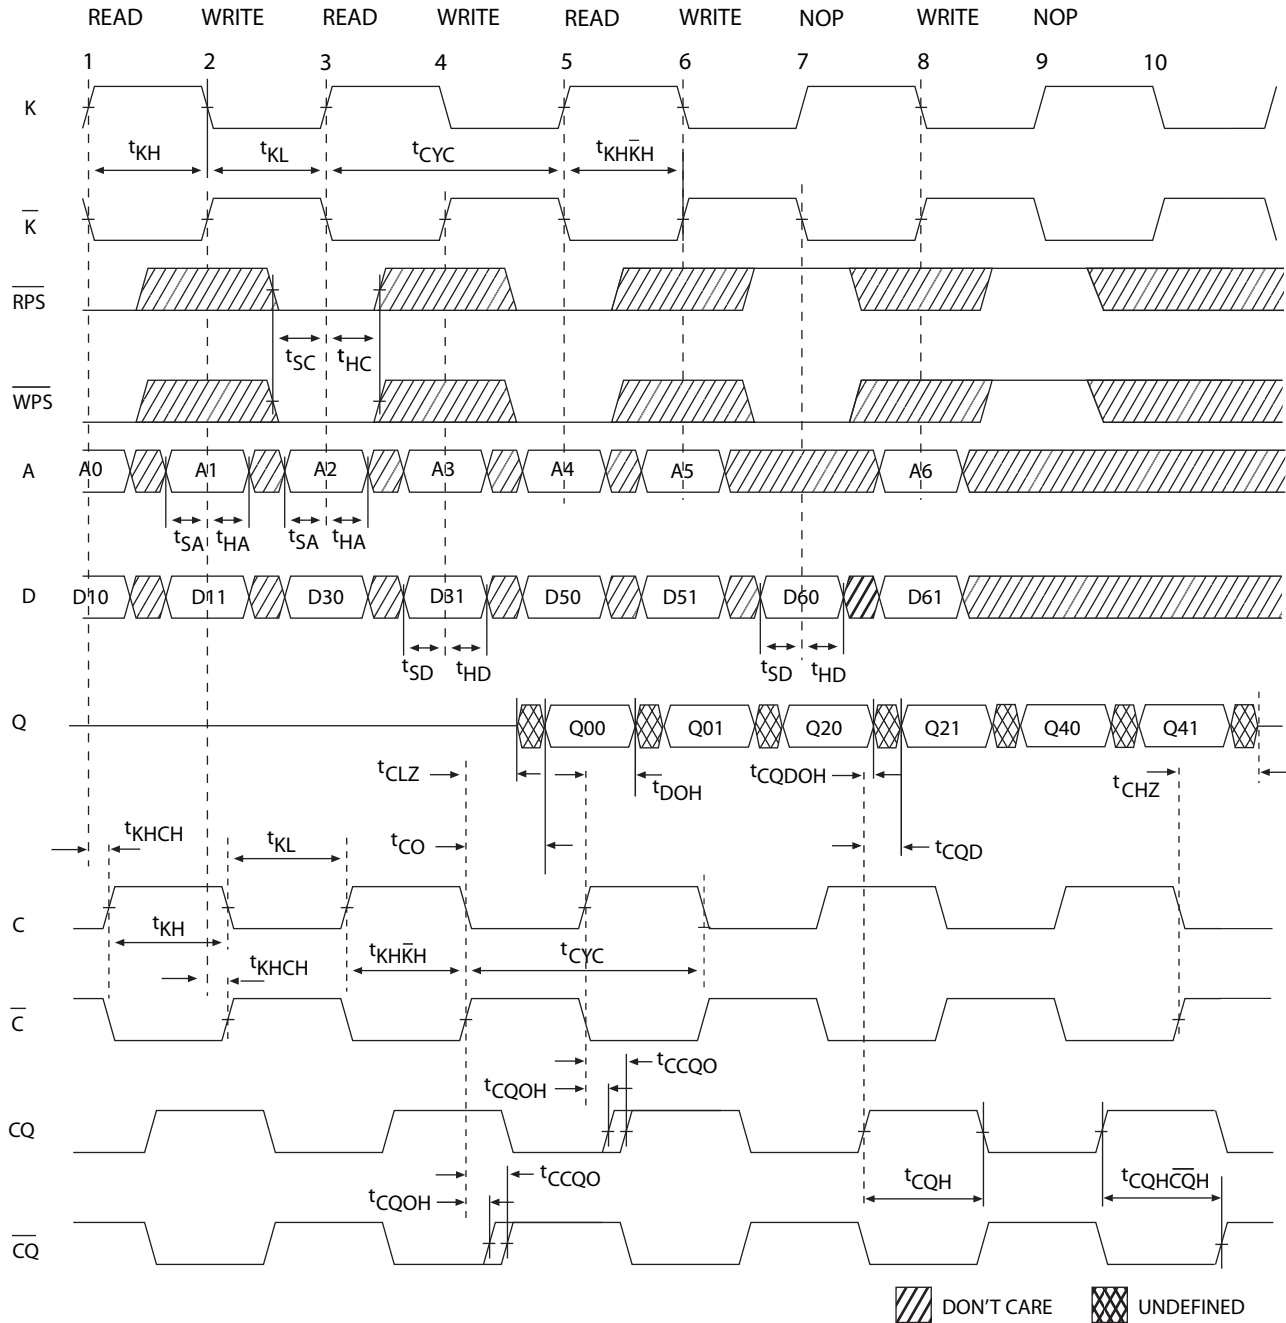 READ WRITE READ WRITE READ WRITE NOP WRITE NOP
1 2 3 4 5 6 7 8 9 10
K
tKH tKL tCYC tKHK̅H
K̅
R̅P̅S̅
tSC tHC
W̅P̅S̅
A A0 A1 A2 A3 A4 A5 A6
tSA tHA tSA tHA
D D10 D11 D30 D31 D50 D51 D60 D61
tSD tHD tSD tHD
Q Q00 Q01 Q20 Q21 Q40 Q41
tCLZ tDOH tCQDOH tCHZ
tKHCH tKL tCO tCQD
C
tKH tKHK̅H tCYC
tKHCH
C̅
tCCQO
tCQOH
CQ
tCCQO tCQH tCQHC̅Q̅H
tCQOH
C̅Q̅
DON'T CARE UNDEFINED